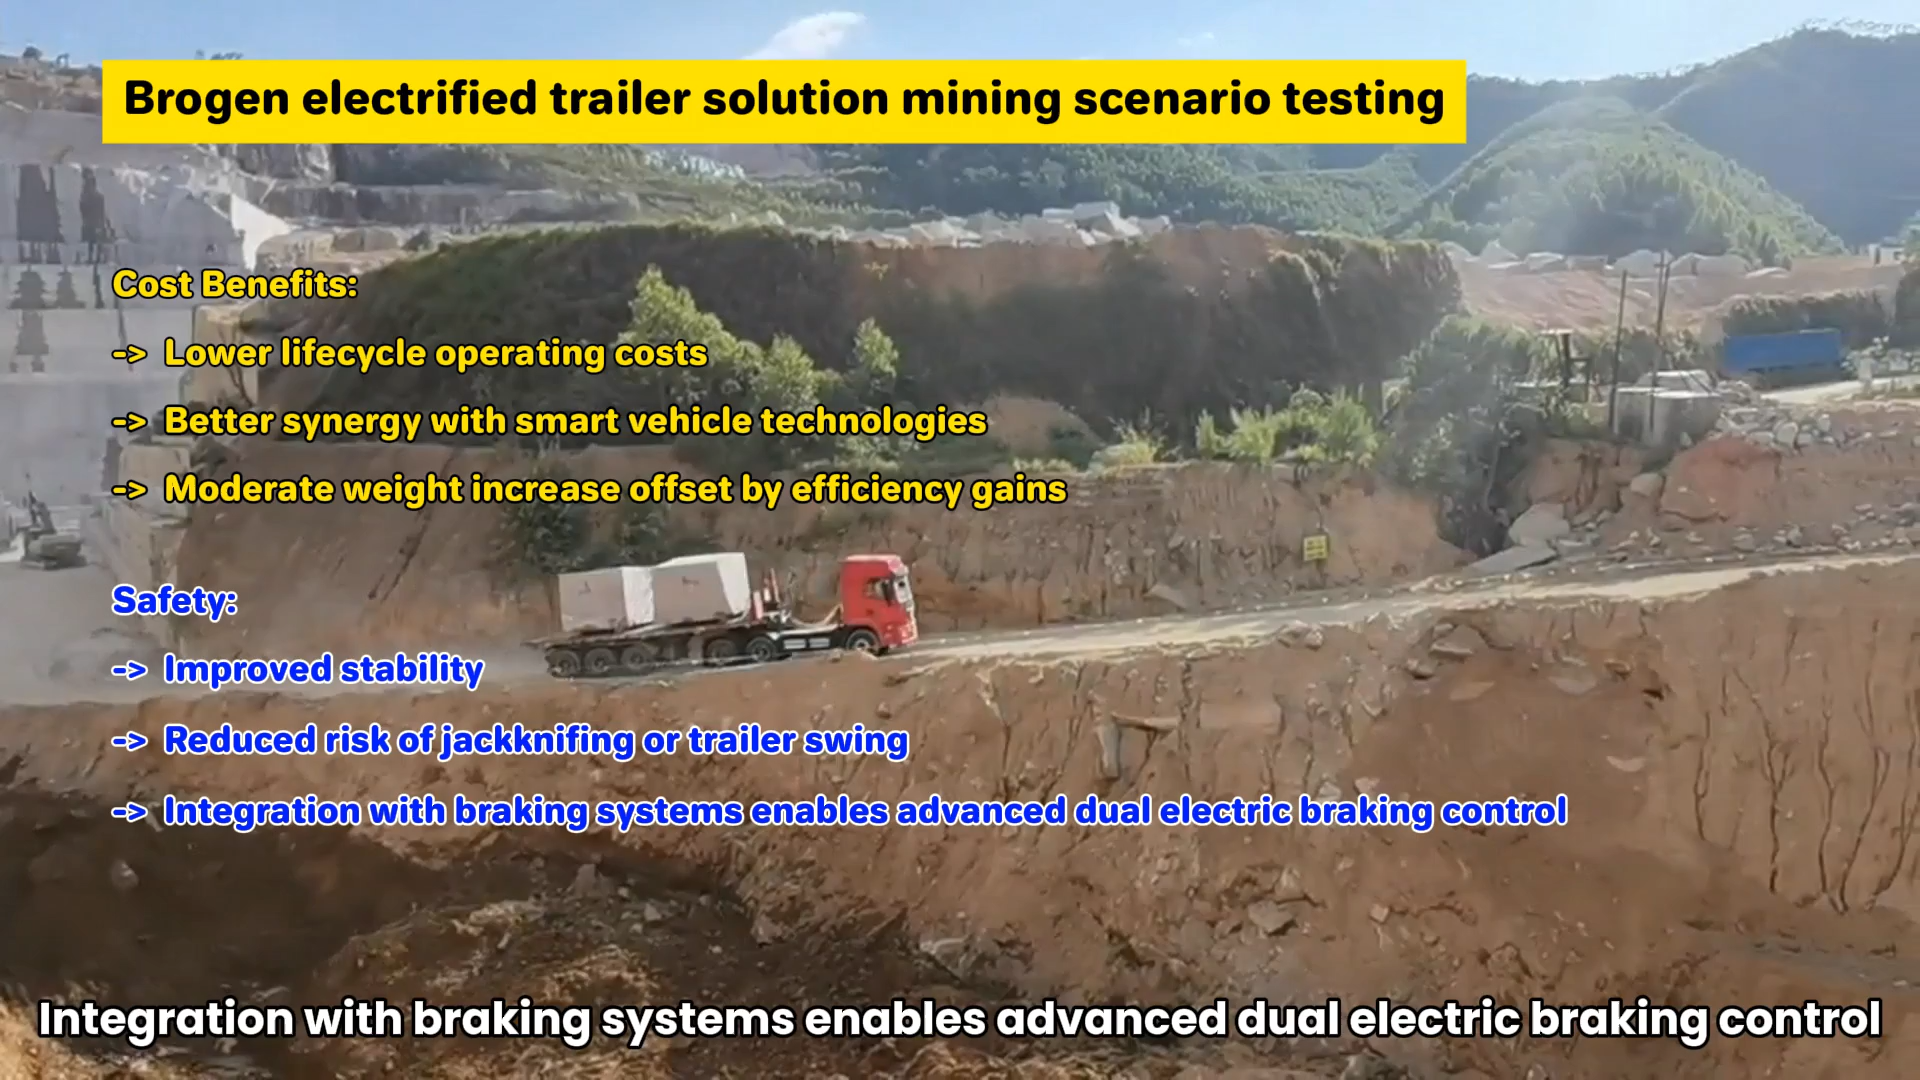 Brogen electrified trailer solution mining scenario testing
Cost Benefits:
-> Lower lifecycle operating costs
-> Better synergy with smart vehicle technologies
-> Moderate weight increase offset by efficiency gains
Safety:
-> Improved stability
-> Reduced risk of jackknifing or trailer swing
-> Integration with braking systems enables advanced dual electric braking control
Integration with braking systems enables advanced dual electric braking control